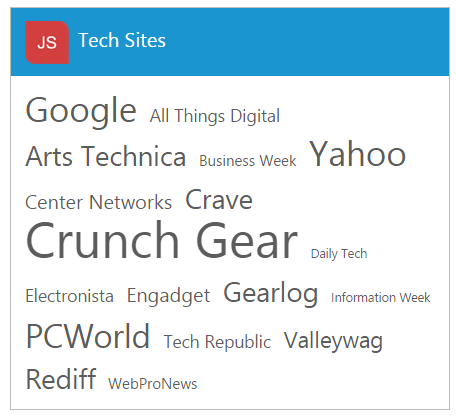 JS Tech Sites
Google All Things Digital
Arts Technica Business Week Yahoo
Center Networks Crave
Crunch Gear Daily Tech
Electronista Engadget Gearlog Information Week
PCWorld Tech Republic Valleywag
Rediff WebProNews